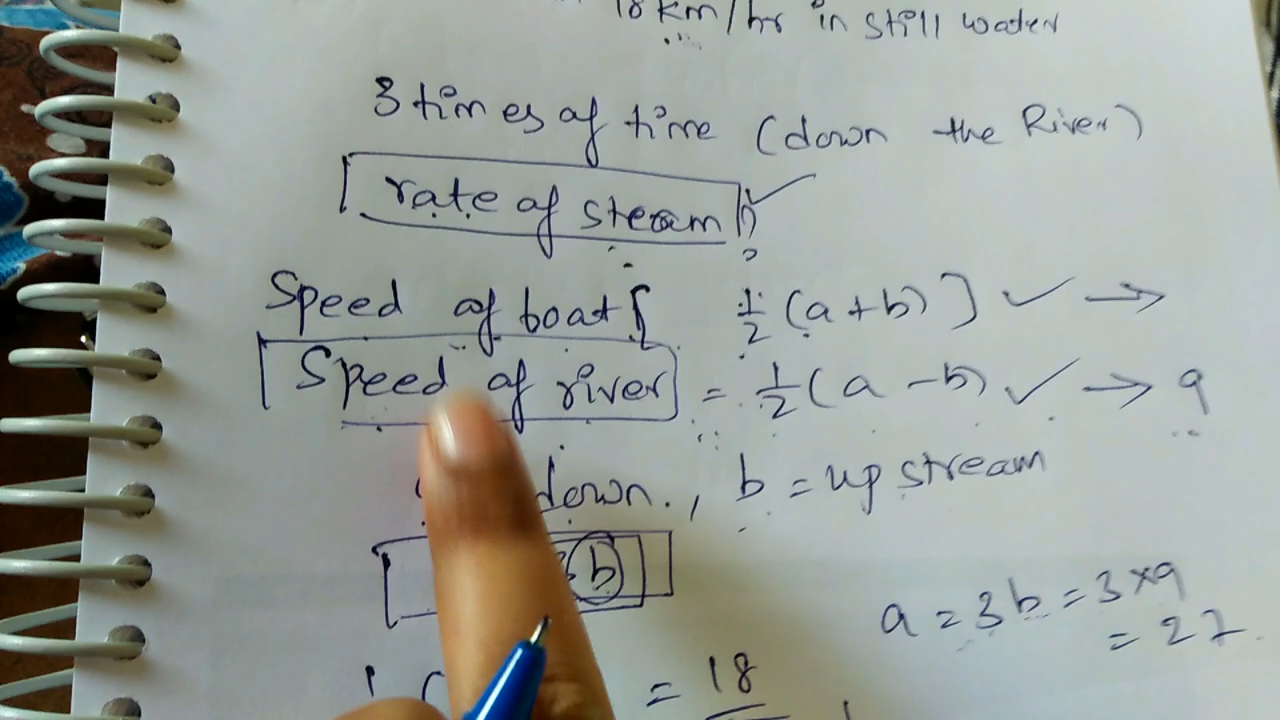 18 km/hr in still water
3 times of time (down the River)
rate of steam ?
Speed of boat [ 1/2 (a+b) ] ✓ →
Speed of river = 1/2 (a - b) ✓ → 9
down., b = up stream
b
a = 3b = 3×9
= 27
= 18